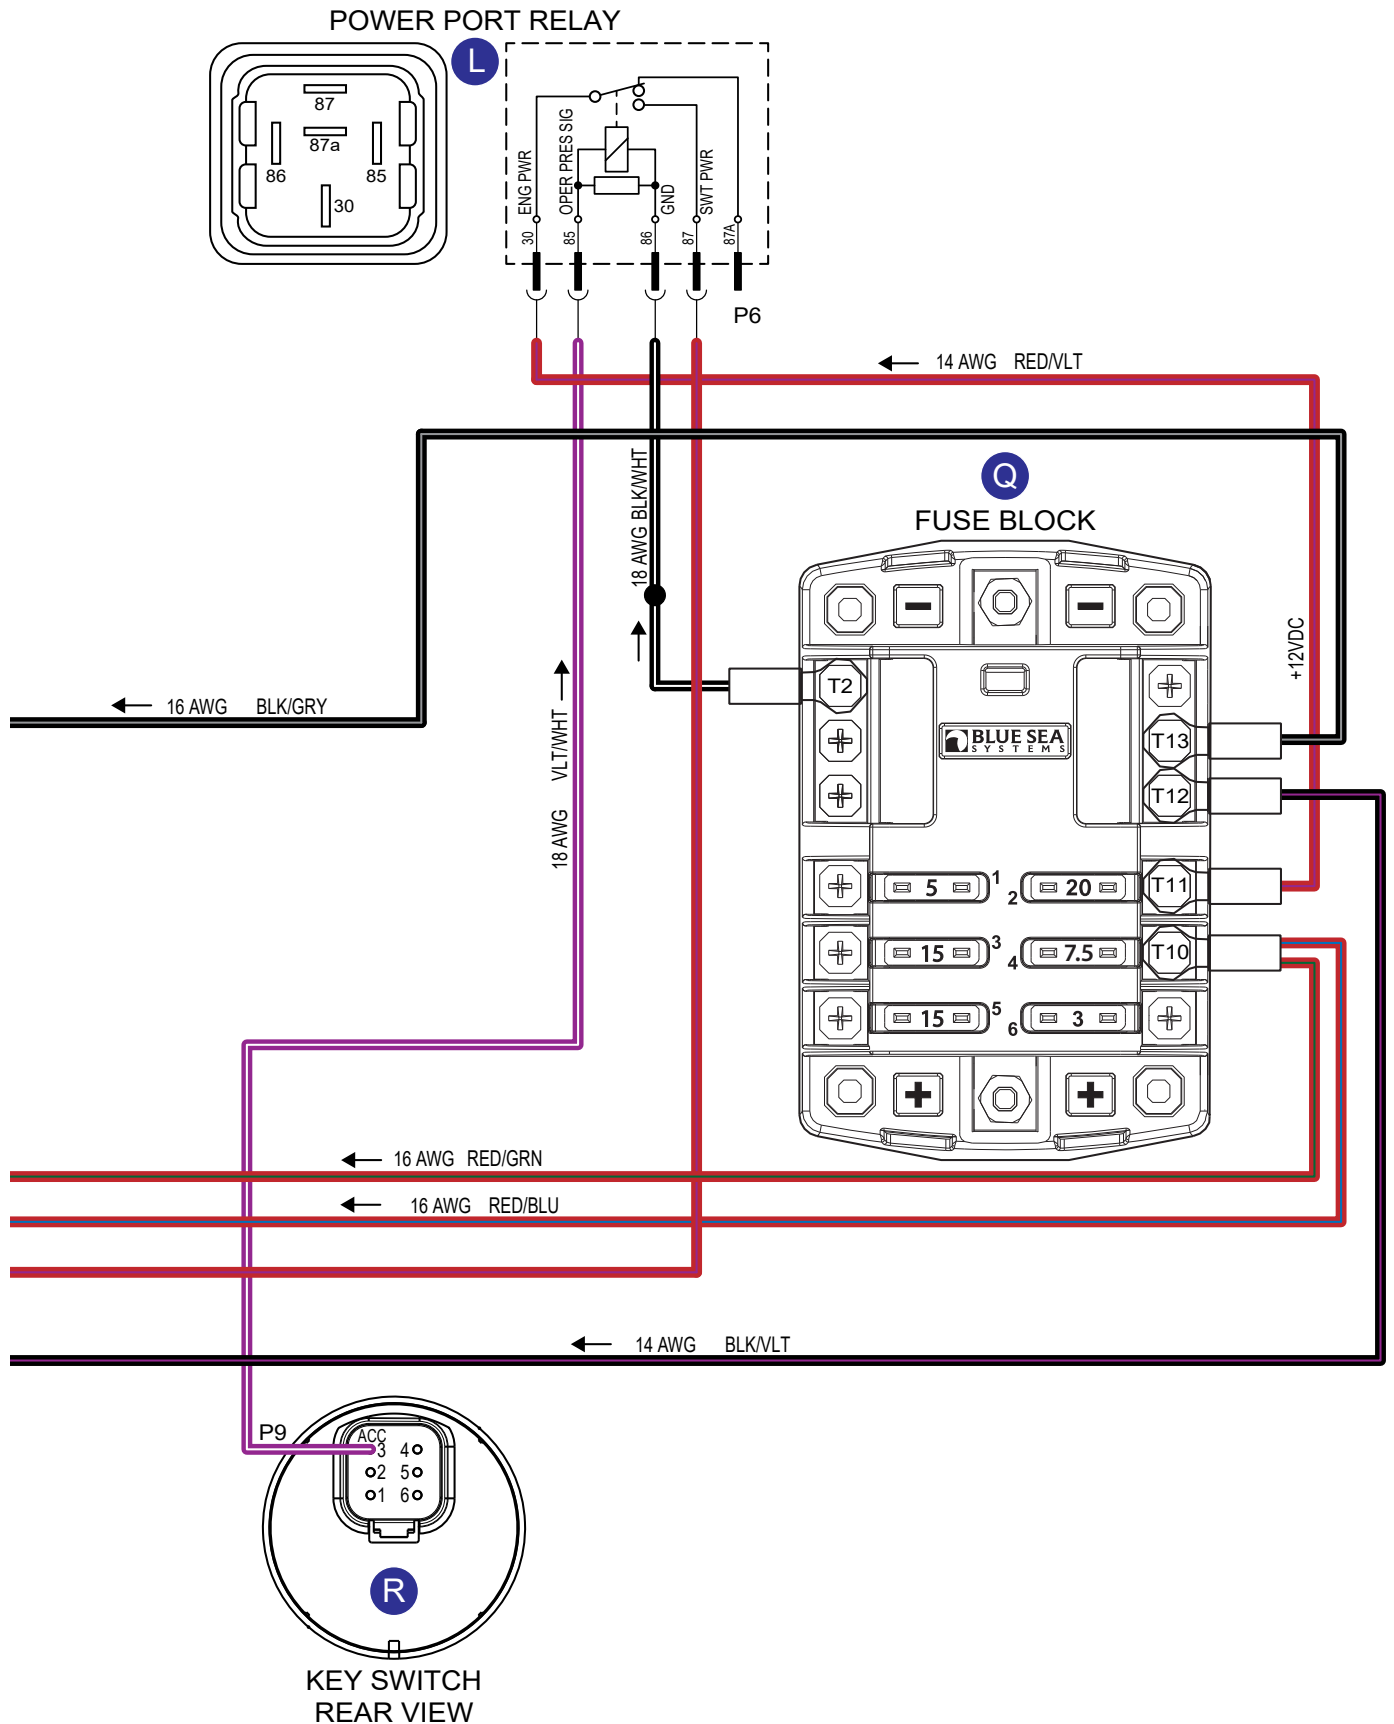 POWER PORT RELAY
L
87
87a
86
85
30
ENG PWR
OPER PRES SIG
GND
SWT PWR
30
85
86
87
87A
P6
14 AWG RED/VLT
Q
FUSE BLOCK
18 AWG BLK/WHT
+12VDC
T2
16 AWG BLK/GRY
18 AWG VLT/WHT
BLUE SEA
SYSTEMS
T13
T12
5 1
2 20 T11
15 3
4 7.5 T10
15 5
6 3
16 AWG RED/GRN
16 AWG RED/BLU
14 AWG BLK/VLT
P9
ACC
3 4
2 5
1 6
R
KEY SWITCH
REAR VIEW